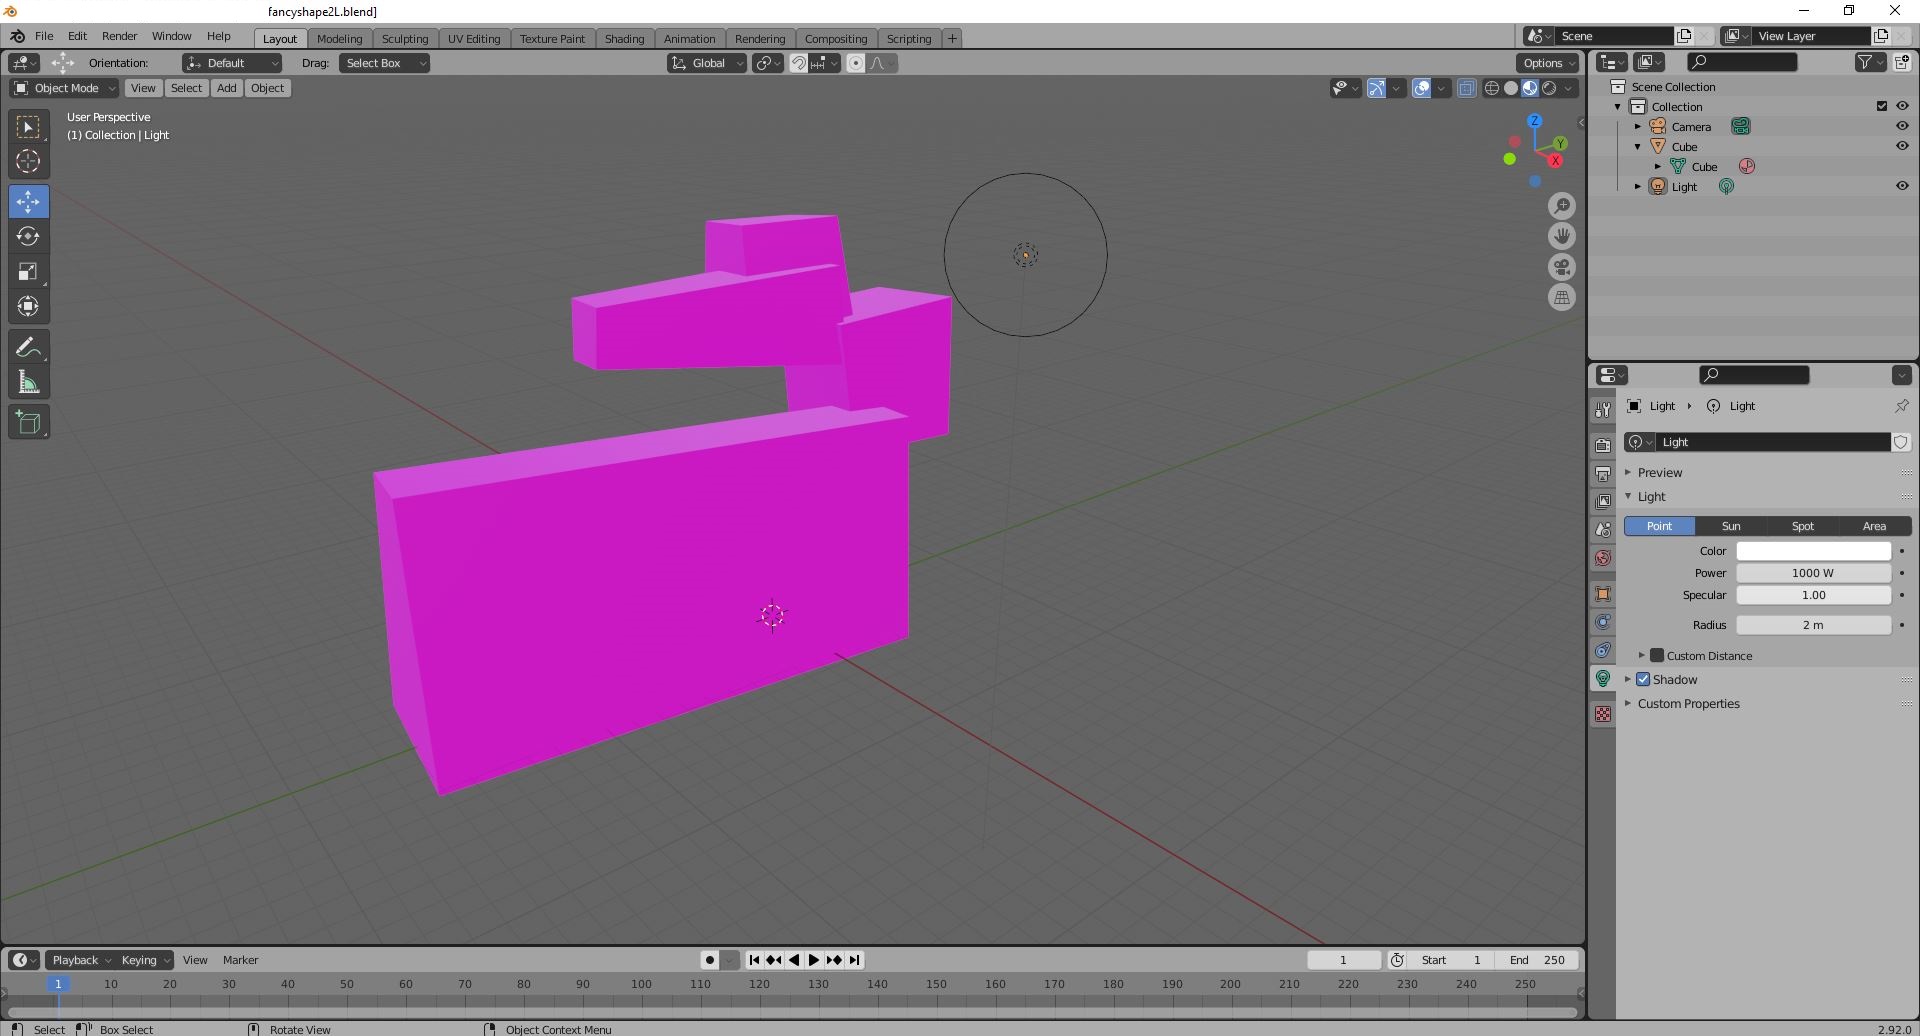 fancyshape2L.blend]
File Edit Render Window Help Layout Modeling Sculpting UV Editing Texture Paint Shading Animation Rendering Compositing Scripting + Scene View Layer
Orientation: Default Drag: Select Box Global Options
Object Mode View Select Add Object
User Perspective
(1) Collection | Light
Z
Y
X
Scene Collection
Collection
Camera
Cube
Cube
Light
Light Light
Light
Preview
Light
Point Sun Spot Area
Color
Power 1000 W
Specular 1.00
Radius 2 m
Custom Distance
Shadow
Custom Properties
Playback Keying View Marker 1 Start 1 End 250
1 10 20 30 40 50 60 70 80 90 100 110 120 130 140 150 160 170 180 190 200 210 220 230 240 250
Select Box Select Rotate View Object Context Menu 2.92.0